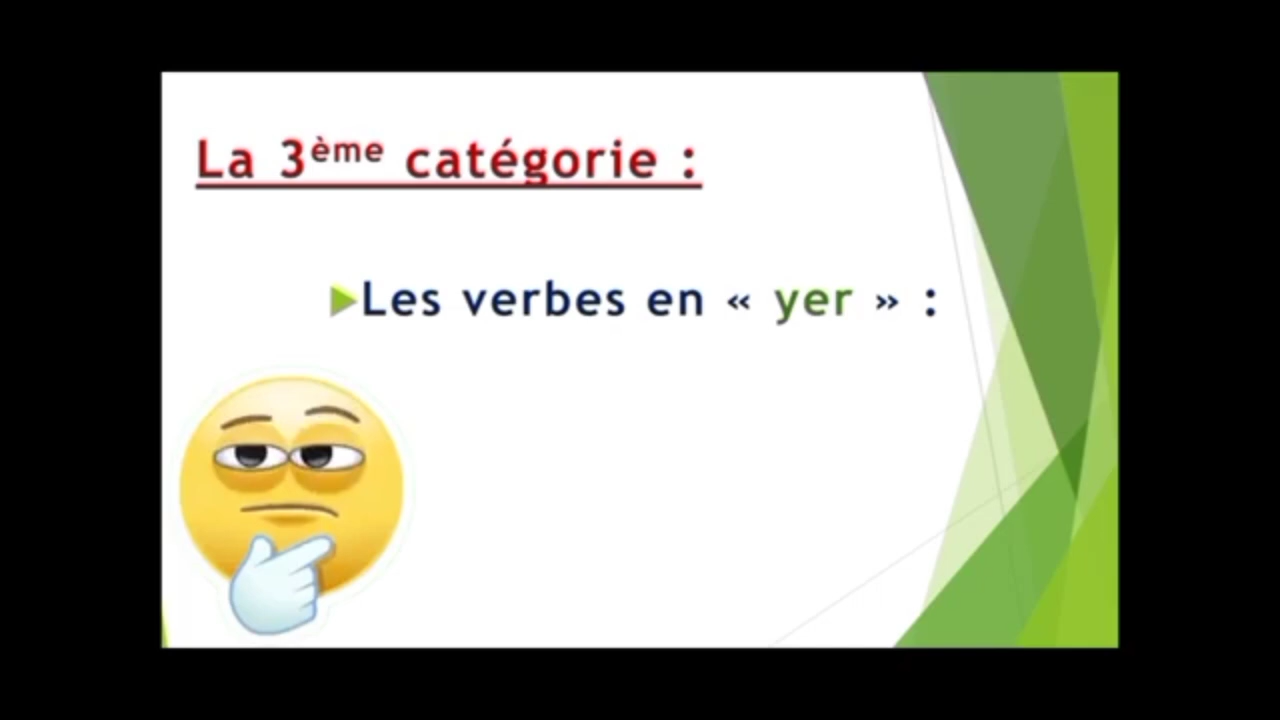 La 3ème catégorie :
Les verbes en « yer » :